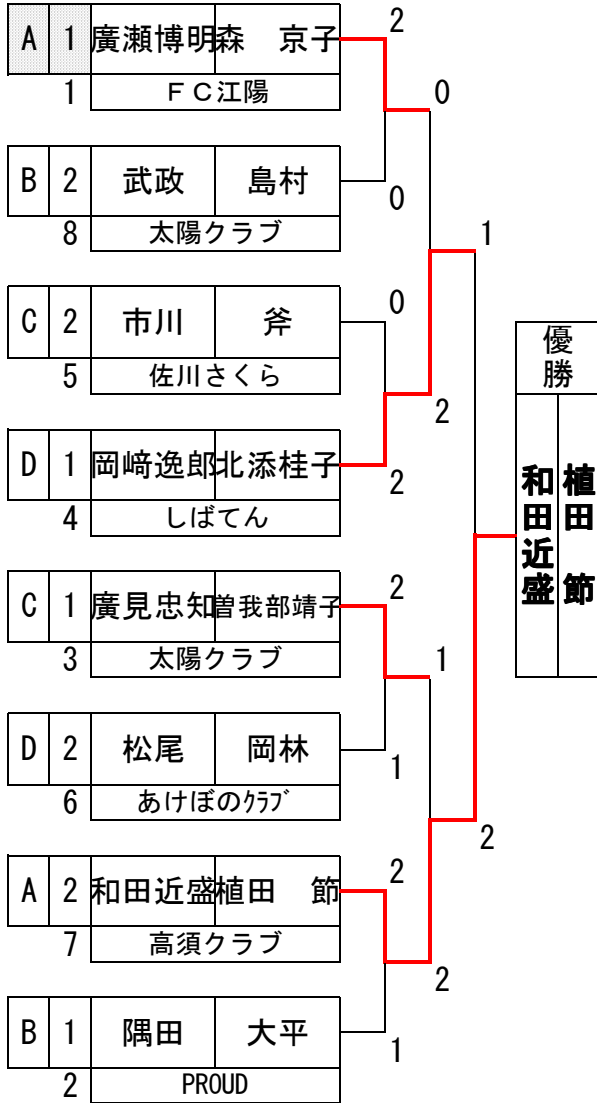 A 1 廣瀬博明 森　京子 2
1 ＦＣ江陽 0
B 2 武政 島村 0
8 太陽クラブ 1
C 2 市川 斧 0
5 佐川さくら 2
D 1 岡﨑逸郎 北添桂子 2
4 しばてん
C 1 廣見忠知 曽我部靖子 2
3 太陽クラブ 1
D 2 松尾 岡林 1
6 あけぼのｸﾗﾌﾞ 2
A 2 和田近盛 植田　節 2
7 高須クラブ 2
B 1 隅田 大平 1
2 PROUD
優勝
植田　節
和田近盛